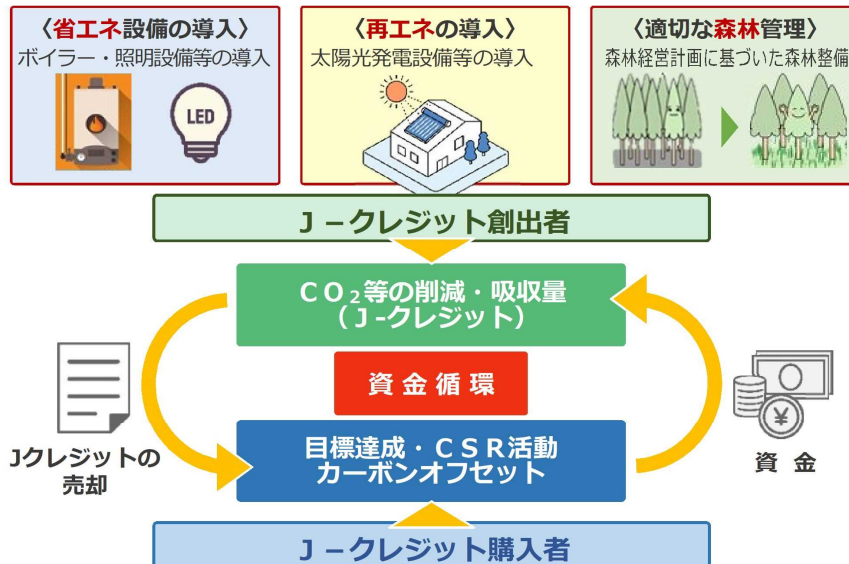 〈省エネ設備の導入〉
ボイラー・照明設備等の導入
LED
〈再エネの導入〉
太陽光発電設備等の導入
〈適切な森林管理〉
森林経営計画に基づいた森林整備
J－クレジット創出者
CO₂等の削減・吸収量
（J-クレジット）
資金循環
目標達成・CSR活動
カーボンオフセット
Jクレジットの
売却
¥
資 金
J－クレジット購入者